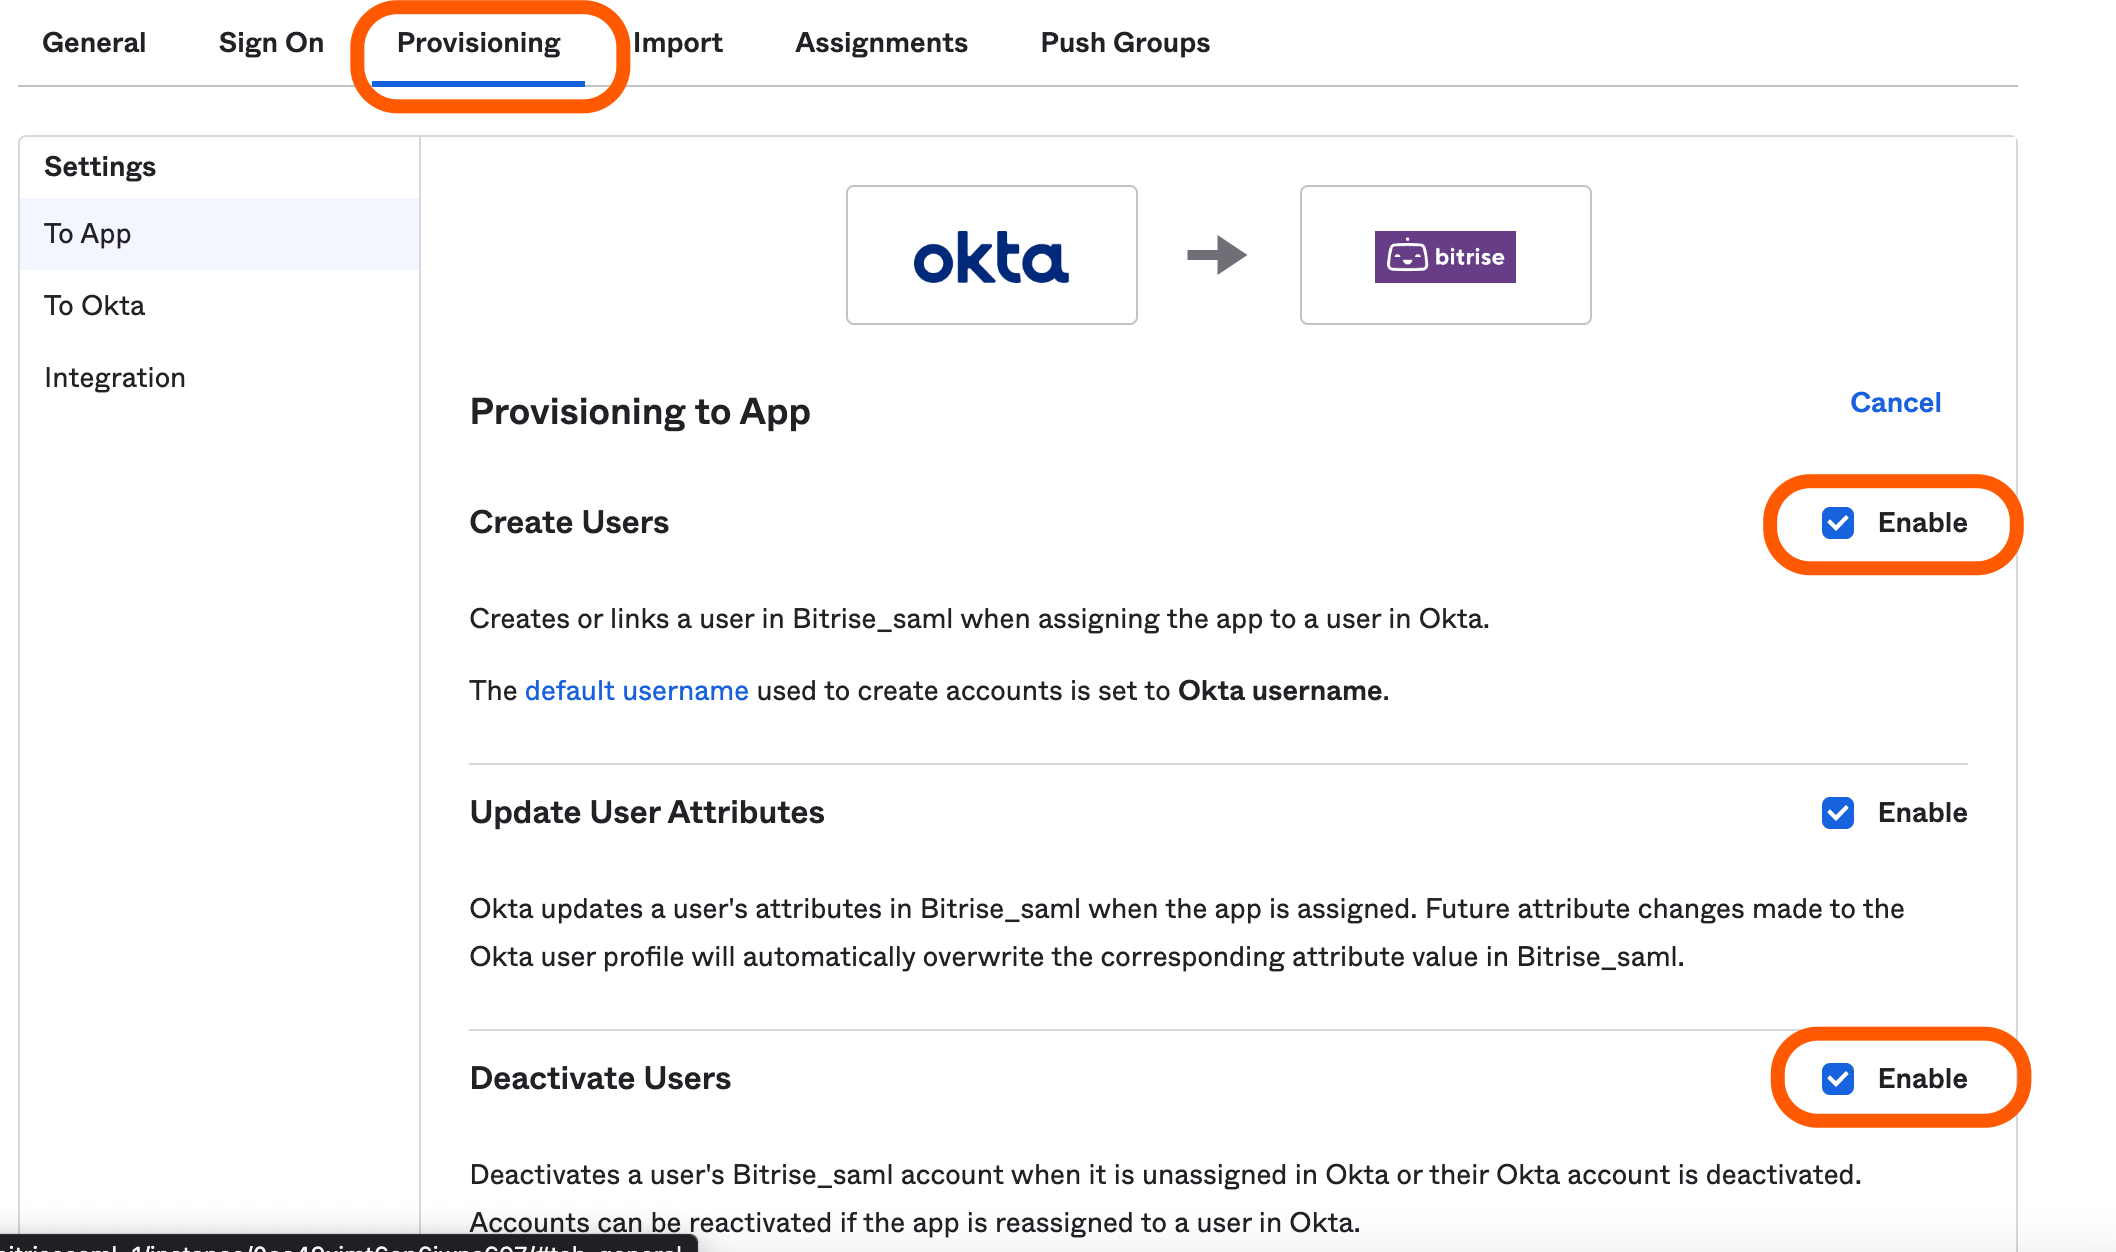 General Sign On Provisioning Import Assignments Push Groups
Settings
To App
To Okta
Integration
okta
bitrise
Provisioning to App
Cancel
Create Users
Enable
Creates or links a user in Bitrise_saml when assigning the app to a user in Okta.
The default username used to create accounts is set to Okta username.
Update User Attributes
Enable
Okta updates a user's attributes in Bitrise_saml when the app is assigned. Future attribute changes made to the
Okta user profile will automatically overwrite the corresponding attribute value in Bitrise_saml.
Deactivate Users
Enable
Deactivates a user's Bitrise_saml account when it is unassigned in Okta or their Okta account is deactivated.
Accounts can be reactivated if the app is reassigned to a user in Okta.